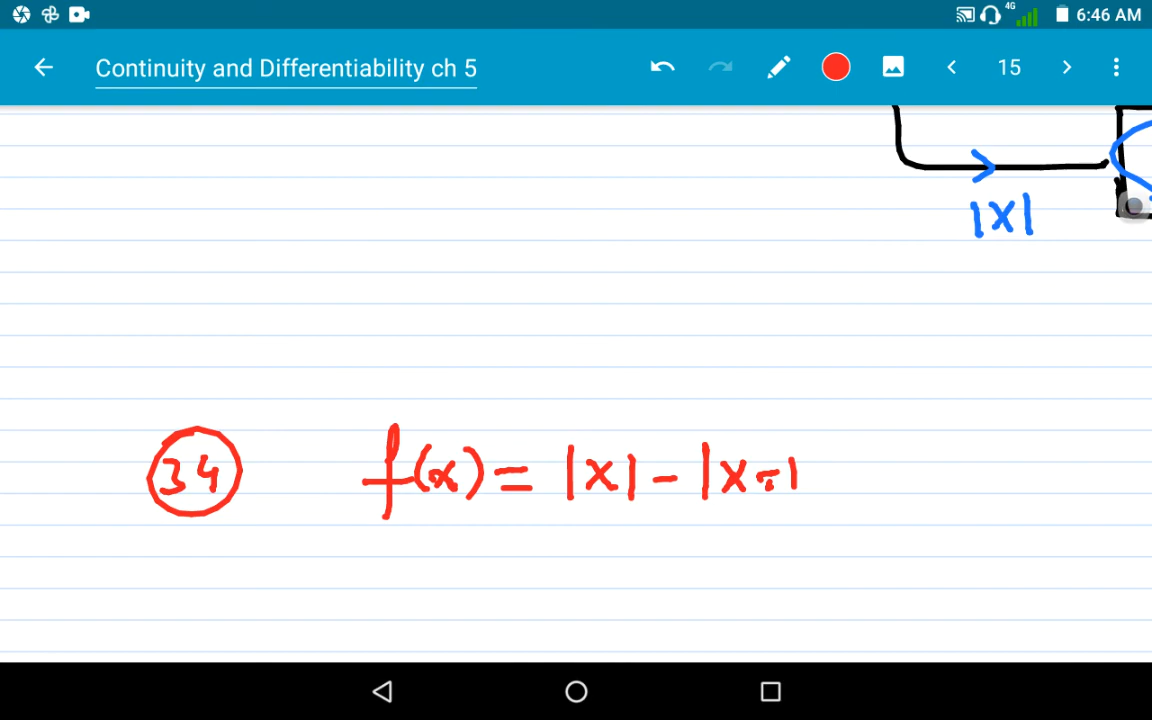 4G 6:46 AM
Continuity and Differentiability ch 5 15
|X|
34 f(x) = |X| - |X